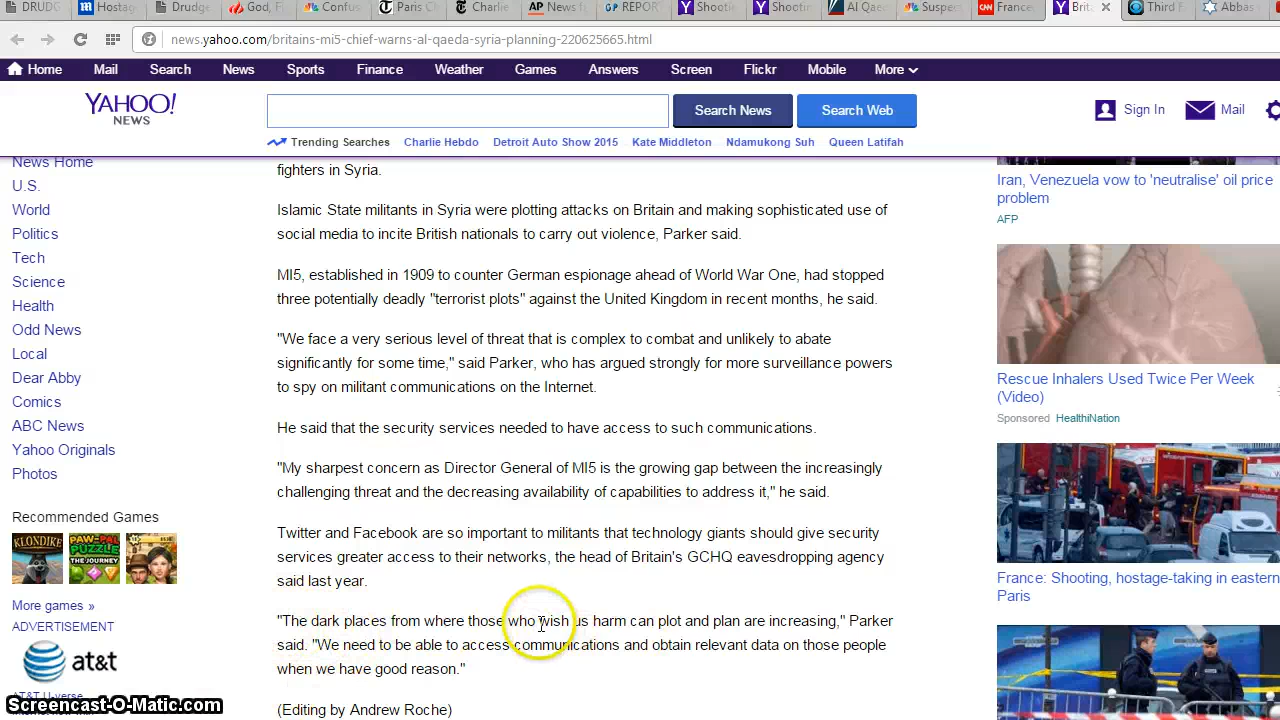 DRUDG
Hostag
Drudge
God, F
Confus
Paris C
Charlie
AP News
GP REPOR
Shooti
Shootin
Al Qaed
Suspec
CNN France
Brita
Third F
Abbas
news.yahoo.com/britains-mi5-chief-warns-al-qaeda-syria-planning-220625665.html
Home Mail Search News Sports Finance Weather Games Answers Screen Flickr Mobile More
YAHOO!
NEWS
Search News
Search Web
Sign In
Mail
Trending Searches Charlie Hebdo Detroit Auto Show 2015 Kate Middleton Ndamukong Suh Queen Latifah
News Home
U.S.
World
Politics
Tech
Science
Health
Odd News
Local
Dear Abby
Comics
ABC News
Yahoo Originals
Photos
Recommended Games
KLONDIKE
PAW-PAL
PUZZLE
THE JOURNEY
More games »
ADVERTISEMENT
at&t
AT&T U-verse
Screencast-O-Matic.com
fighters in Syria.
Islamic State militants in Syria were plotting attacks on Britain and making sophisticated use of
social media to incite British nationals to carry out violence, Parker said.
MI5, established in 1909 to counter German espionage ahead of World War One, had stopped
three potentially deadly "terrorist plots" against the United Kingdom in recent months, he said.
"We face a very serious level of threat that is complex to combat and unlikely to abate
significantly for some time," said Parker, who has argued strongly for more surveillance powers
to spy on militant communications on the Internet.
He said that the security services needed to have access to such communications.
"My sharpest concern as Director General of MI5 is the growing gap between the increasingly
challenging threat and the decreasing availability of capabilities to address it," he said.
Twitter and Facebook are so important to militants that technology giants should give security
services greater access to their networks, the head of Britain's GCHQ eavesdropping agency
said last year.
"The dark places from where those who wish us harm can plot and plan are increasing," Parker
said. "We need to be able to access communications and obtain relevant data on those people
when we have good reason."
(Editing by Andrew Roche)
Iran, Venezuela vow to 'neutralise' oil price
problem
AFP
Rescue Inhalers Used Twice Per Week
(Video)
Sponsored HealthiNation
France: Shooting, hostage-taking in eastern
Paris